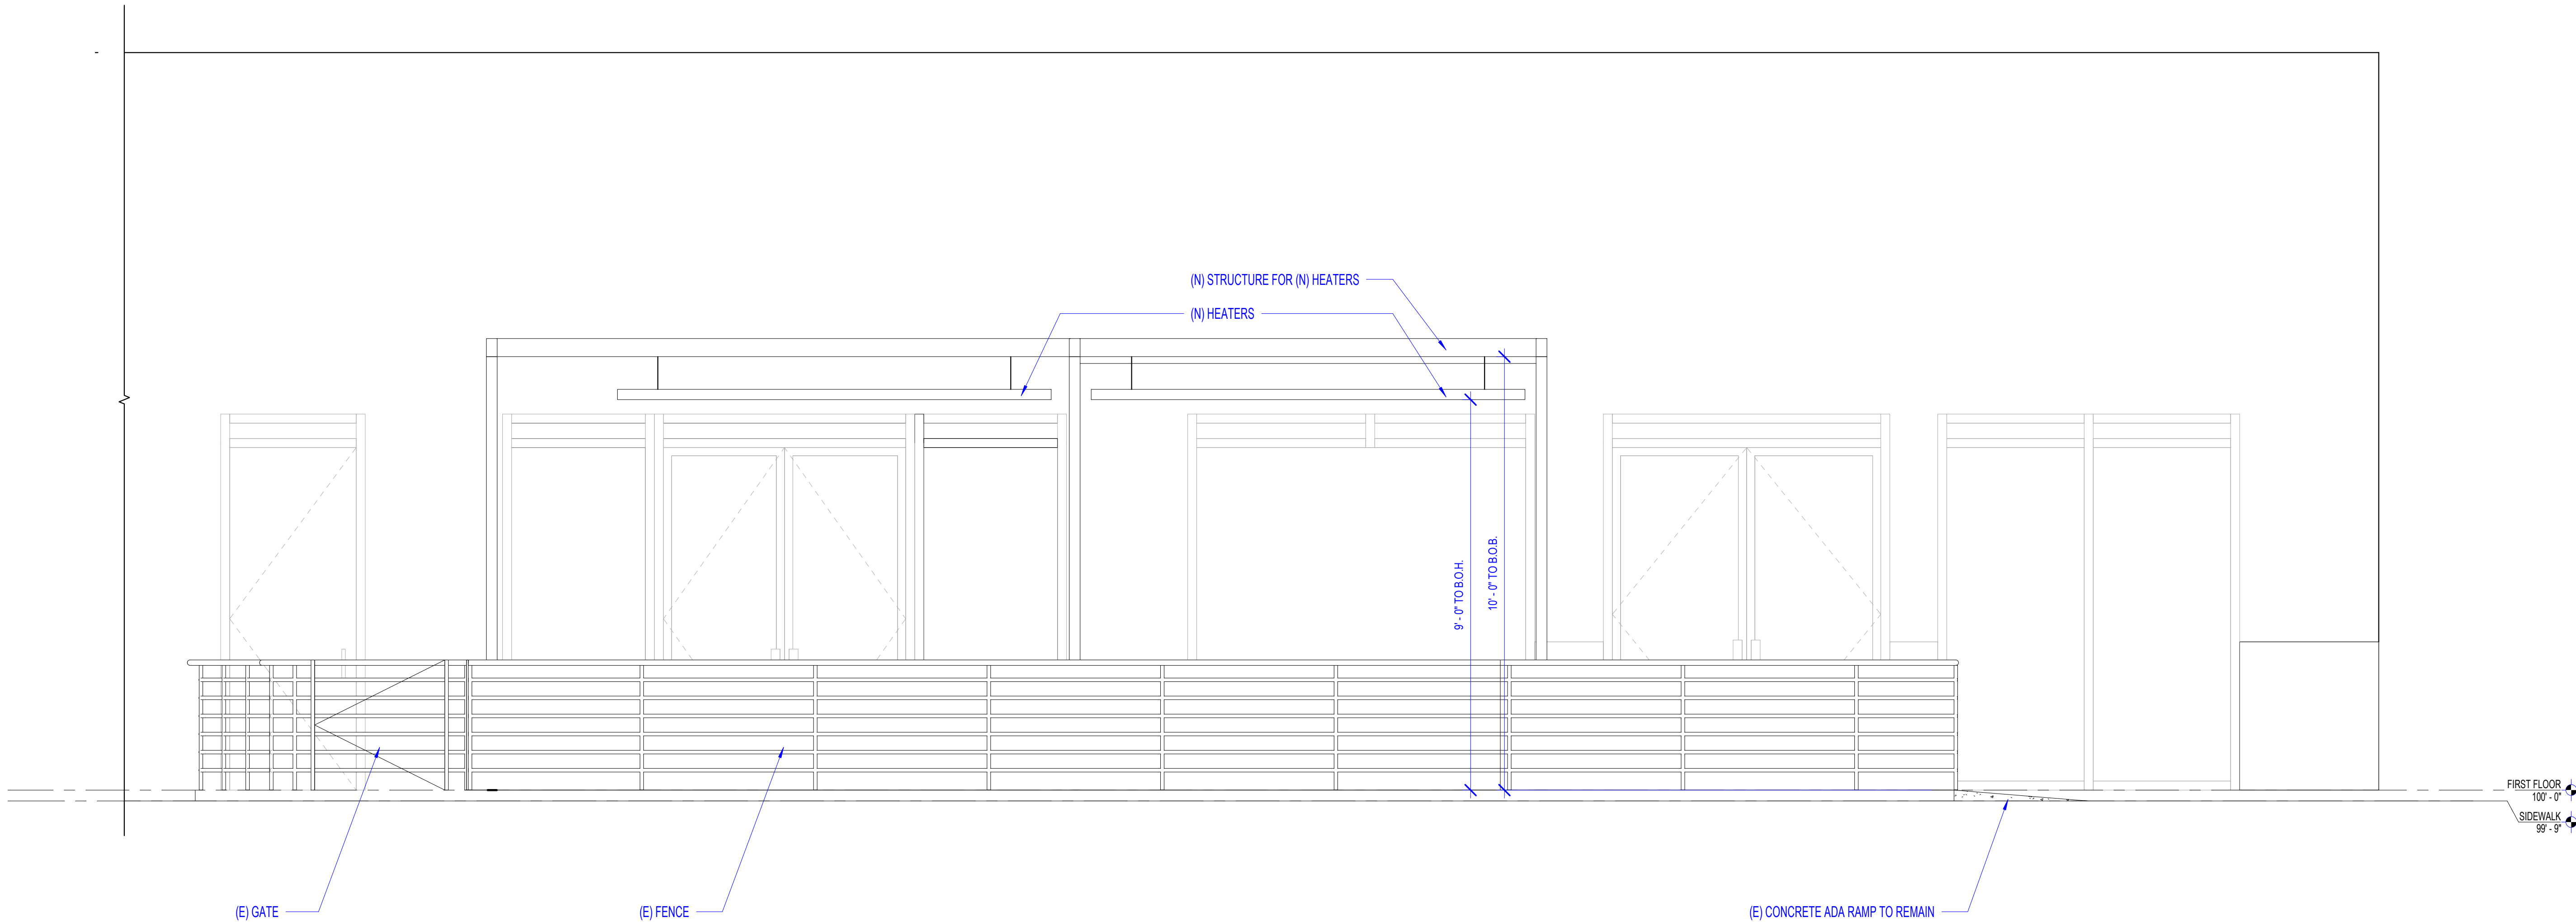 (N) STRUCTURE FOR (N) HEATERS
(N) HEATERS
9' - 0" TO B.O.H.
10' - 0" TO B.O.B.
FIRST FLOOR
100' - 0"
SIDEWALK
99' - 9"
(E) GATE
(E) FENCE
(E) CONCRETE ADA RAMP TO REMAIN